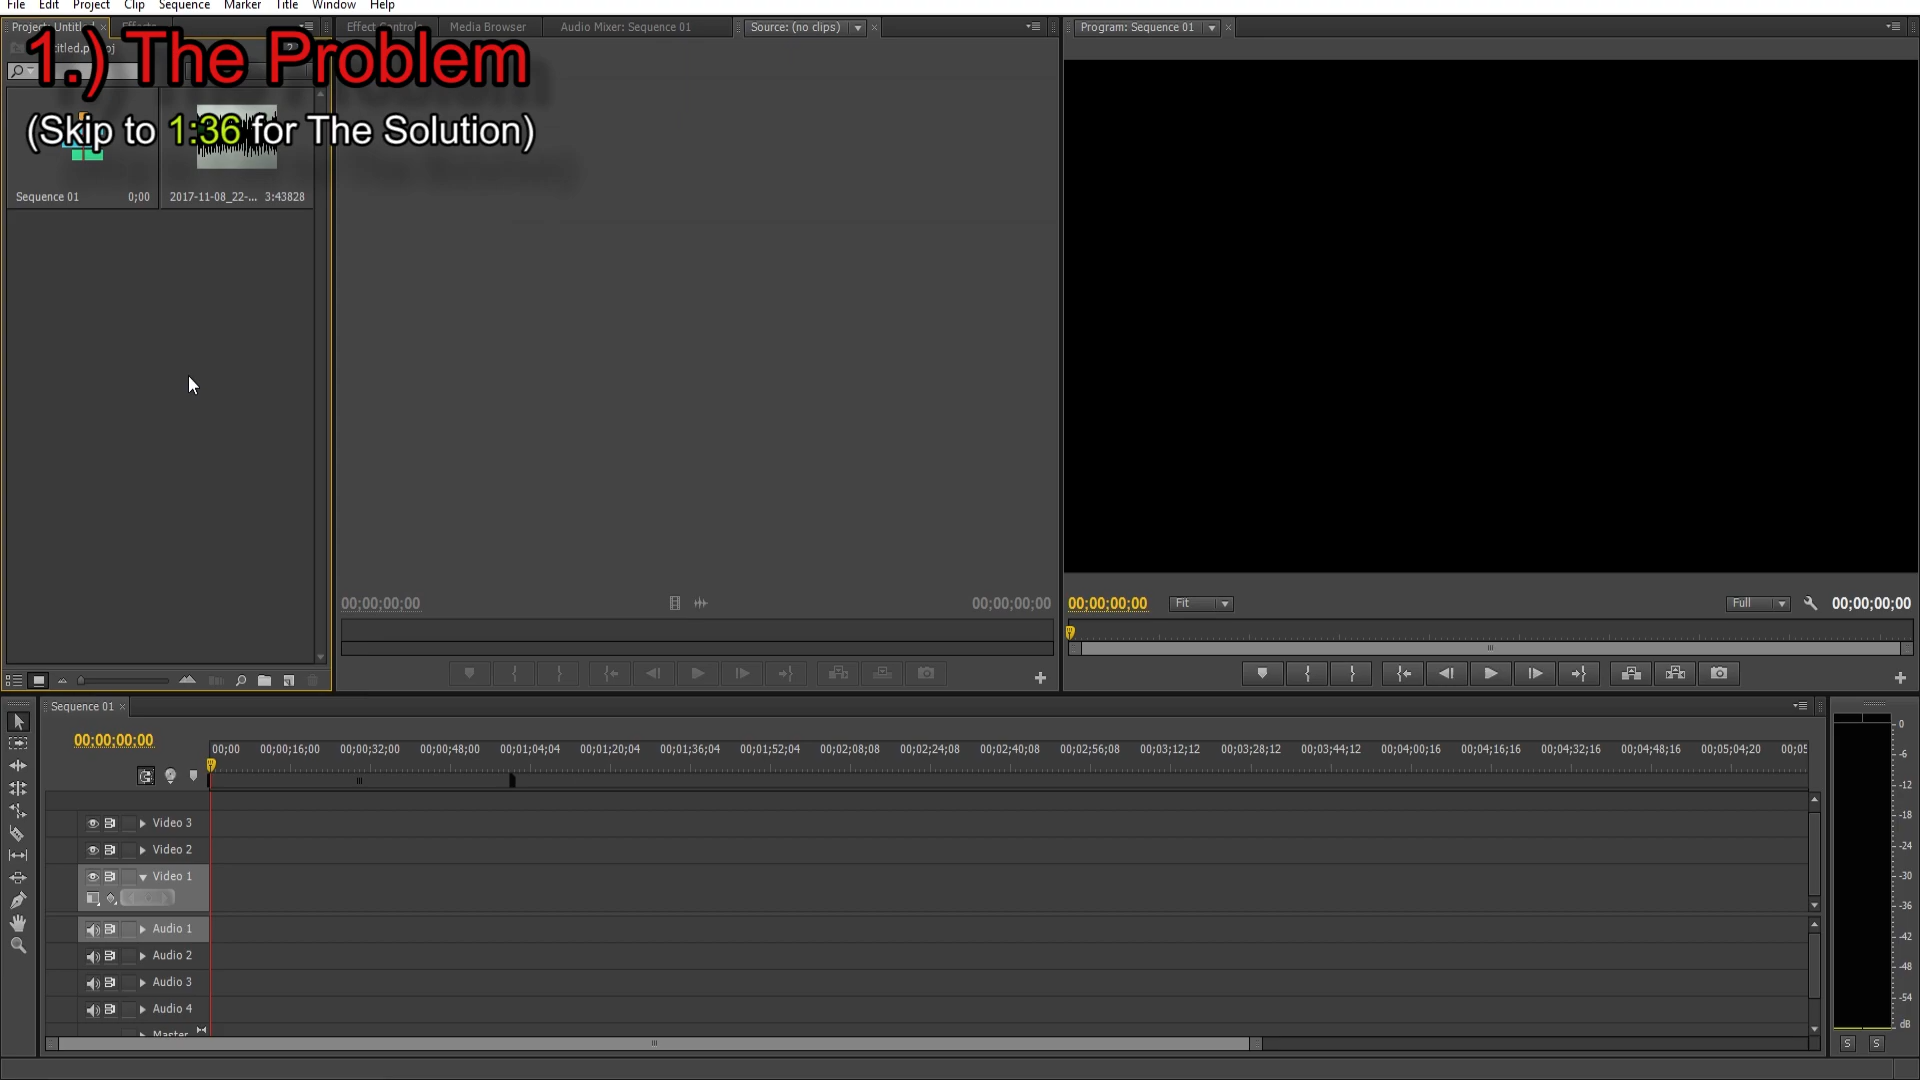 File Edit Project Clip Sequence Marker Title Window Help
Effect Controls Media Browser Audio Mixer: Sequence 01 Source: (no clips) Program: Sequence 01
1.) The Problem
(Skip to 1:36 for The Solution)
Sequence 01 0;00 2017-11-08_22-... 3:43828
00;00;00;00 00;00;00;00 00;00;00;00 Fit Full 00;00;00;00
Sequence 01
00;00;00;00
00;00 00;00;16;00 00;00;32;00 00;00;48;00 00;01;04;04 00;01;20;04 00;01;36;04 00;01;52;04 00;02;08;08 00;02;24;08 00;02;40;08 00;02;56;08 00;03;12;12 00;03;28;12 00;03;44;12 00;04;00;16 00;04;16;16 00;04;32;16 00;04;48;16 00;05;04;20 00;05
Video 3
Video 2
Video 1
Audio 1
Audio 2
Audio 3
Audio 4
Master
0
-6
-12
-18
-24
-30
-36
-42
-48
-54
dB
S S